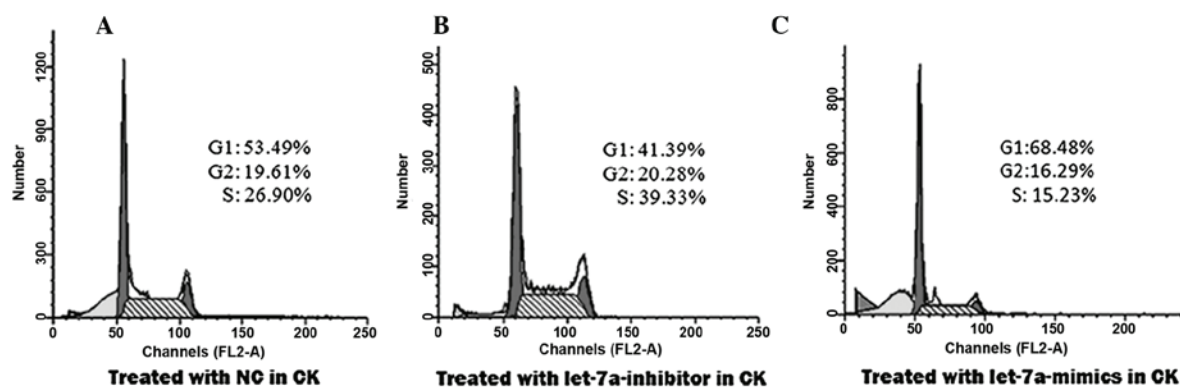 A
1200
900
600
300
0
Number
G1: 53.49%
G2: 19.61%
S: 26.90%
0 50 100 150 200 250
Channels (FL2-A)
Treated with NC in CK
B
500
400
300
200
100
0
Number
G1: 41.39%
G2: 20.28%
S: 39.33%
0 50 100 150 200 250
Channels (FL2-A)
Treated with let-7a-inhibitor in CK
C
800
600
400
200
0
Number
G1:68.48%
G2:16.29%
S: 15.23%
0 50 100 150 200
Channels (FL2-A)
Treated with let-7a-mimics in CK